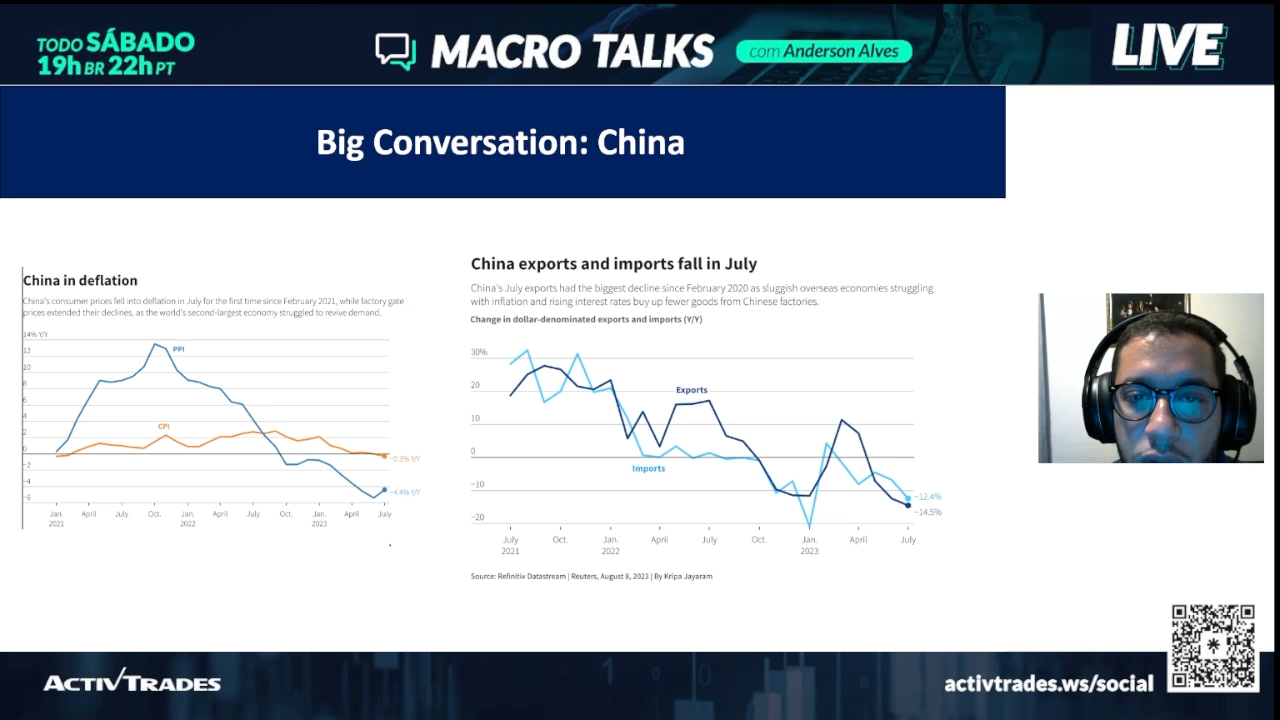 TODO SÁBADO
19h BR 22h PT
MACRO TALKS
com Anderson Alves
LIVE
Big Conversation: China
China in deflation
China's consumer prices fell into deflation in July for the first time since February 2021, while factory gate
prices extended their declines, as the world's second-largest economy struggled to revive demand.
14% Y/Y
12
10
8
6
4
2
0
−2
−4
−6
PPI
CPI
−0.3% Y/Y
−4.4% Y/Y
Jan. April July Oct. Jan. April July Oct. Jan. April July
2021 2022 2023
China exports and imports fall in July
China's July exports had the biggest decline since February 2020 as sluggish overseas economies struggling
with inflation and rising interest rates buy up fewer goods from Chinese factories.
Change in dollar-denominated exports and imports (Y/Y)
30%
20
10
0
−10
−20
Exports
Imports
−12.4%
−14.5%
July Oct. Jan. April July Oct. Jan. April July
2021 2022 2023
Source: Refinitiv Datastream | Reuters, August 8, 2023 | By Kripa Jayaram
ACTIVTRADES
activtrades.ws/social